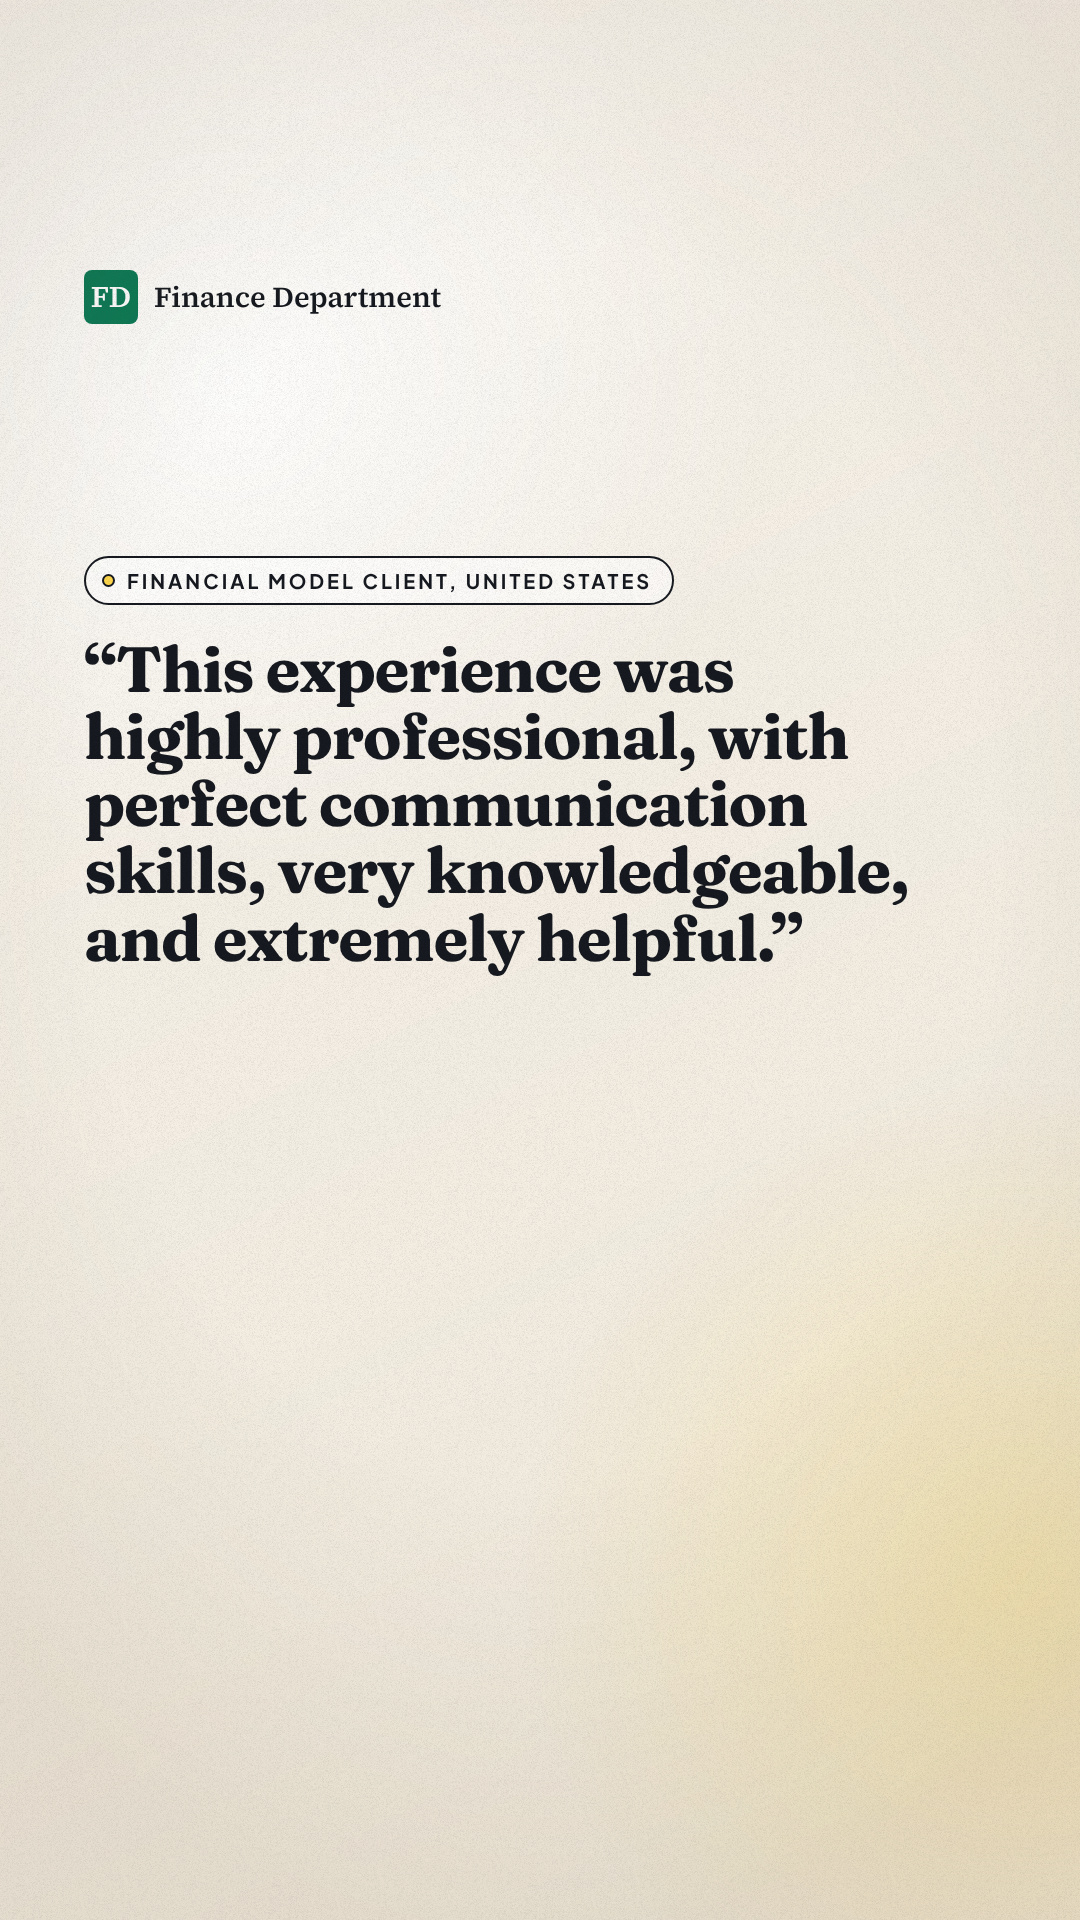 FD Finance Department
FINANCIAL MODEL CLIENT, UNITED STATES
“This experience was
highly professional, with
perfect communication
skills, very knowledgeable,
and extremely helpful.”